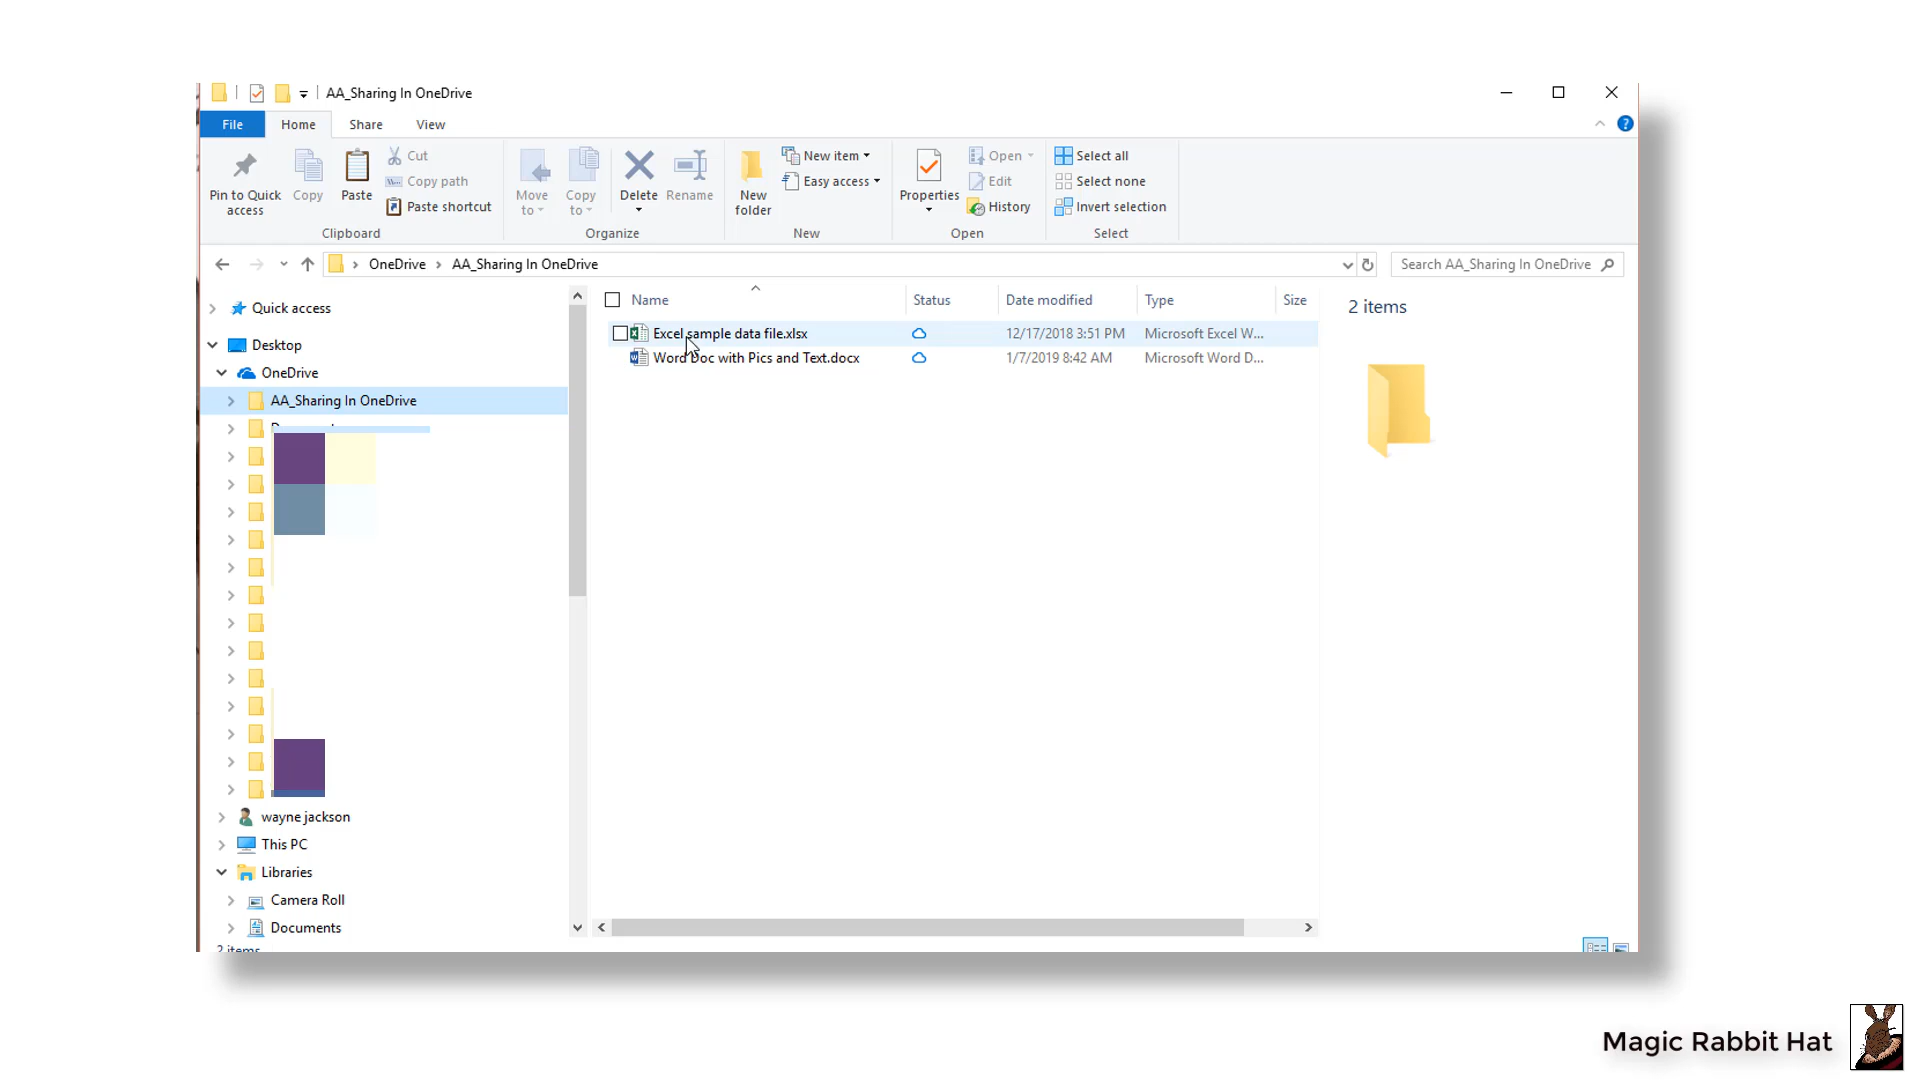 AA_Sharing In OneDrive
File Home Share View
Pin to Quick access
Copy
Paste
Cut
Copy path
Paste shortcut
Clipboard
Move to
Copy to
Delete
Rename
Organize
New folder
New item
Easy access
New
Properties
Open
Edit
History
Open
Select all
Select none
Invert selection
Select
OneDrive AA_Sharing In OneDrive
Search AA_Sharing In OneDrive
Quick access
Desktop
OneDrive
AA_Sharing In OneDrive
wayne jackson
This PC
Libraries
Camera Roll
Documents
2 items
Name Status Date modified Type Size
Excel sample data file.xlsx 12/17/2018 3:51 PM Microsoft Excel W...
Word Doc with Pics and Text.docx 1/7/2019 8:42 AM Microsoft Word D...
2 items
Magic Rabbit Hat